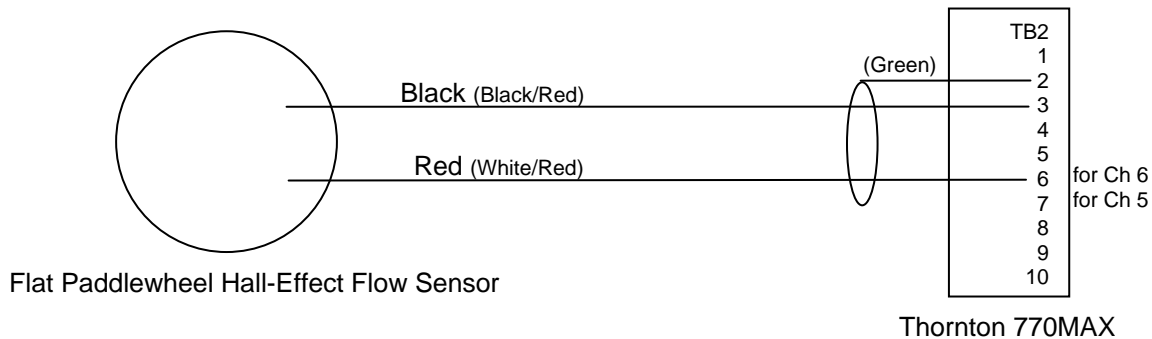 TB2
1
(Green)
2
Black (Black/Red)
3
4
5
Red (White/Red)
6
for Ch 6
7
for Ch 5
8
9
10
Flat Paddlewheel Hall-Effect Flow Sensor
Thornton 770MAX